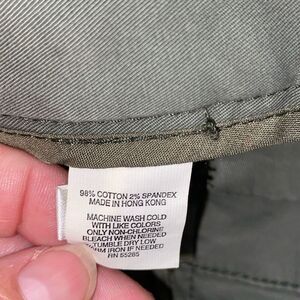 98% COTTON 2% SPANDEX
MADE IN HONG KONG
MACHINE WASH COLD
WITH LIKE COLORS
ONLY NON-CHLORINE
BLEACH WHEN NEEDED
TUMBLE DRY LOW
WARM IRON IF NEEDED
RN 55285